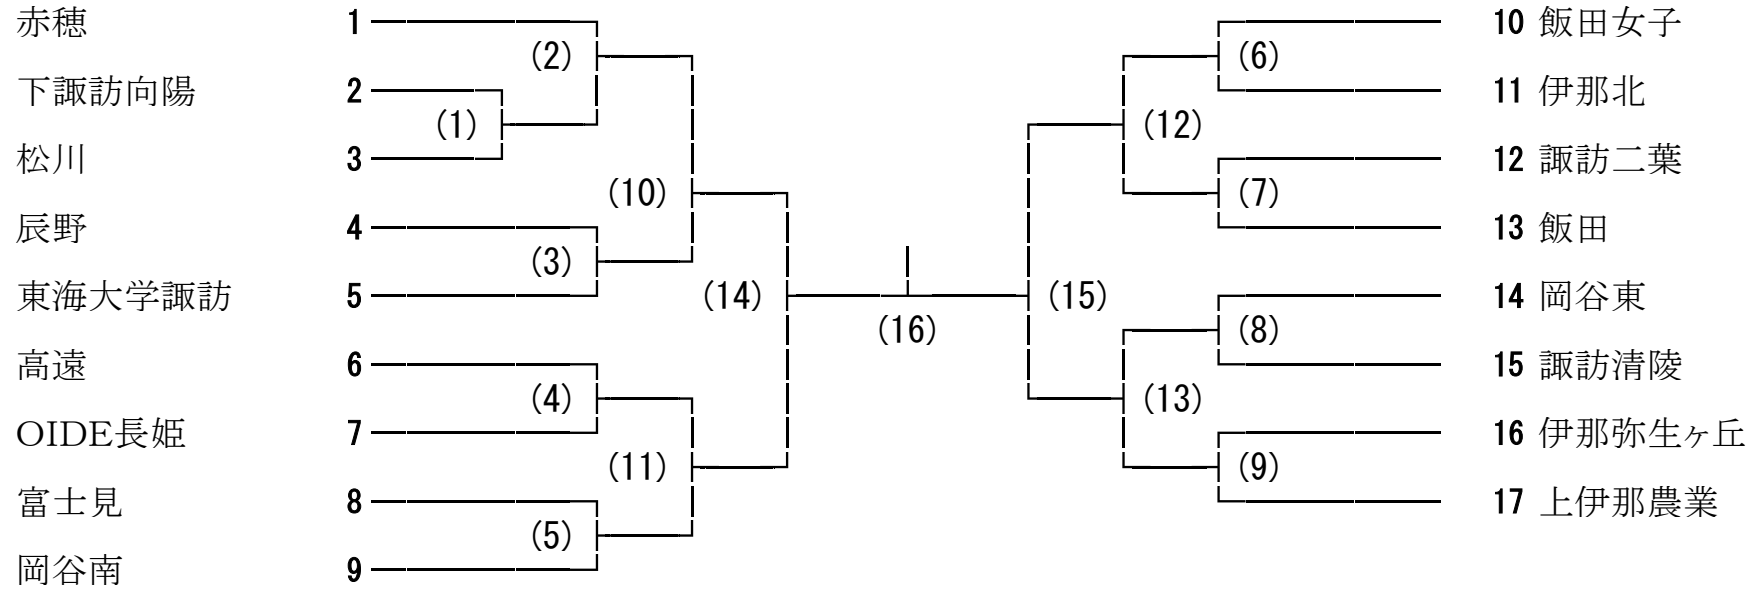 赤穂 1 10 飯田女子
(2) (6)
下諏訪向陽 2 11 伊那北
(1) (12)
松川 3 12 諏訪二葉
(10) (7)
辰野 4 13 飯田
(3)
東海大学諏訪 5 (14) (15) 14 岡谷東
(16) (8)
高遠 6 15 諏訪清陵
(4) (13)
OIDE長姫 7 16 伊那弥生ヶ丘
(11) (9)
富士見 8 17 上伊那農業
(5)
岡谷南 9